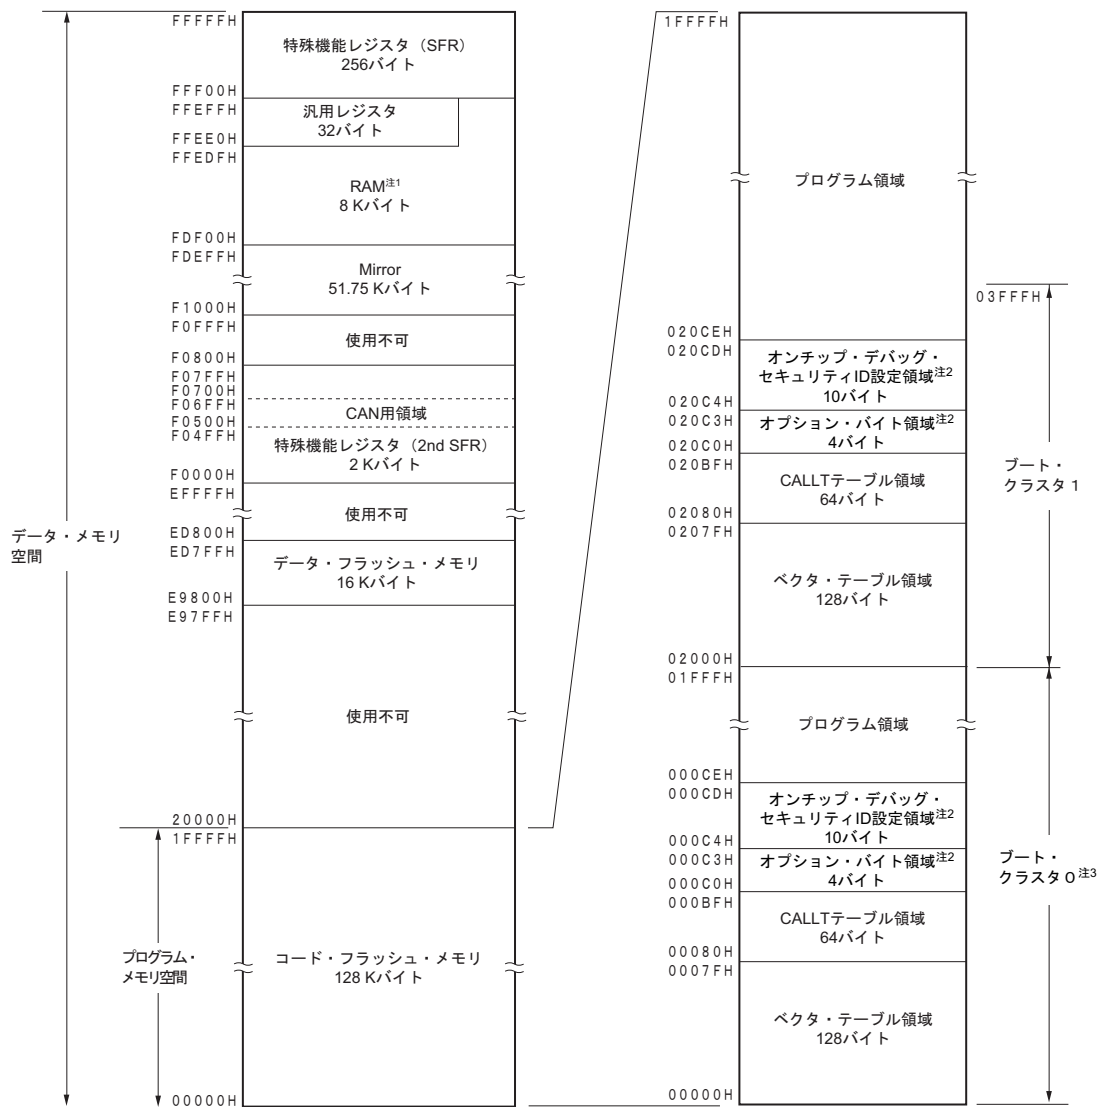 FFFFFH
特殊機能レジスタ（SFR）
256バイト
FFF00H
FFEFFH
汎用レジスタ
32バイト
FFEE0H
FFEDFH
RAM注1
8 Kバイト
FDF00H
FDEFFH
Mirror
51.75 Kバイト
F1000H
F0FFFH
使用不可
F0800H
F07FFH
F0700H
F06FFH
CAN用領域
F0500H
F04FFH
特殊機能レジスタ（2nd SFR）
2 Kバイト
F0000H
EFFFFH
使用不可
ED800H
ED7FFH
データ・フラッシュ・メモリ
16 Kバイト
E9800H
E97FFH
使用不可
20000H
1FFFFH
コード・フラッシュ・メモリ
128 Kバイト
00000H
データ・メモリ
空間
プログラム・
メモリ空間
1FFFFH
プログラム領域
03FFFH
020CEH
020CDH
オンチップ・デバッグ・
セキュリティID設定領域注2
10バイト
020C4H
020C3H
オプション・バイト領域注2
4バイト
020C0H
020BFH
CALLTテーブル領域
64バイト
02080H
0207FH
ベクタ・テーブル領域
128バイト
02000H
01FFFH
ブート・
クラスタ1
プログラム領域
000CEH
000CDH
オンチップ・デバッグ・
セキュリティID設定領域注2
10バイト
000C4H
000C3H
オプション・バイト領域注2
4バイト
000C0H
000BFH
CALLTテーブル領域
64バイト
00080H
0007FH
ベクタ・テーブル領域
128バイト
00000H
ブート・
クラスタ0注3